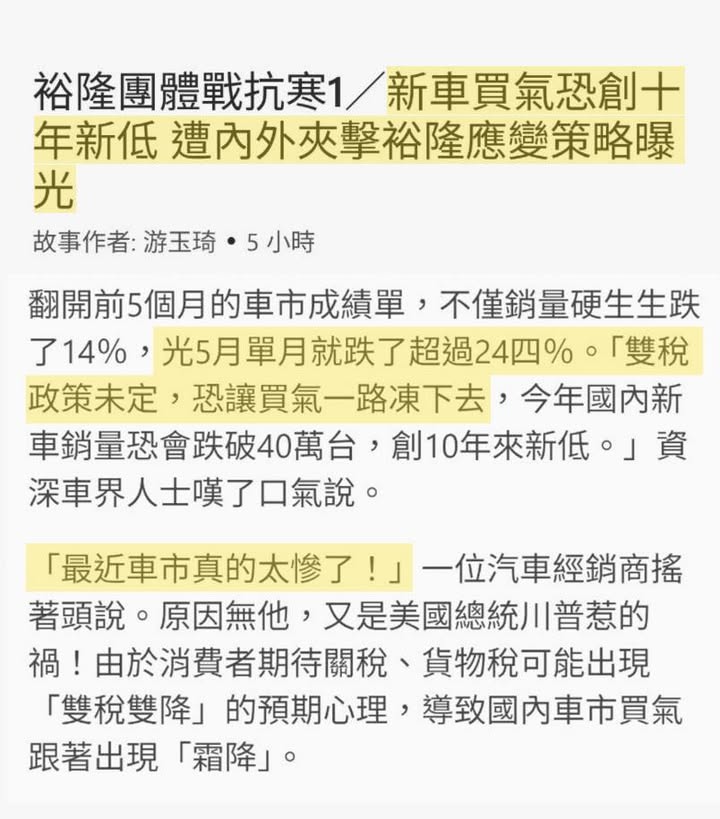 裕隆團體戰抗寒1／新車買氣恐創十
年新低 遭內外夾擊裕隆應變策略曝
光
故事作者: 游玉琦 • 5 小時
翻開前5個月的車市成績單，不僅銷量硬生生跌
了14%，光5月單月就跌了超過24四%。「雙稅
政策未定，恐讓買氣一路凍下去，今年國內新
車銷量恐會跌破40萬台，創10年來新低。」資
深車界人士嘆了口氣說。
「最近車市真的太慘了！」一位汽車經銷商搖
著頭說。原因無他，又是美國總統川普惹的
禍！由於消費者期待關稅、貨物稅可能出現
「雙稅雙降」的預期心理，導致國內車市買氣
跟著出現「霜降」。